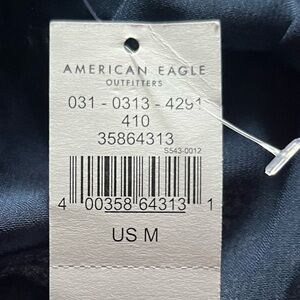 AMERICAN EAGLE
OUTFITTERS
031 - 0313 - 4291
410
35864313
S543-0012
4 00358 64313 1
US M